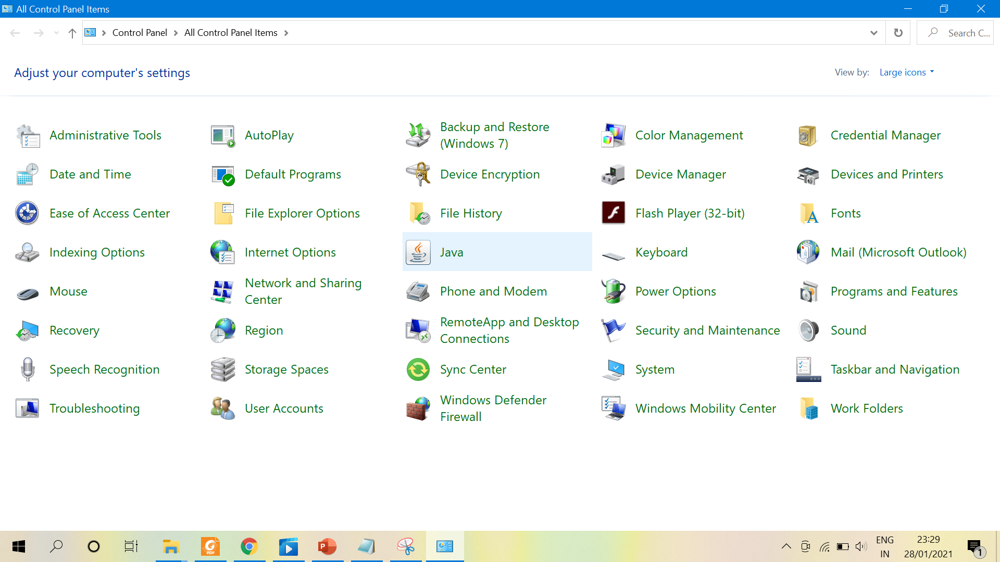 All Control Panel Items
Control Panel
All Control Panel Items
Search C...
Adjust your computer's settings
View by:
Large icons
Administrative Tools
AutoPlay
Backup and Restore
(Windows 7)
Color Management
Credential Manager
Date and Time
Default Programs
Device Encryption
Device Manager
Devices and Printers
Ease of Access Center
File Explorer Options
File History
Flash Player (32-bit)
Fonts
Indexing Options
Internet Options
Java
Keyboard
Mail (Microsoft Outlook)
Mouse
Network and Sharing
Center
Phone and Modem
Power Options
Programs and Features
Recovery
Region
RemoteApp and Desktop
Connections
Security and Maintenance
Sound
Speech Recognition
Storage Spaces
Sync Center
System
Taskbar and Navigation
Troubleshooting
User Accounts
Windows Defender
Firewall
Windows Mobility Center
Work Folders
PDF
P
ENG
IN
23:29
28/01/2021
1